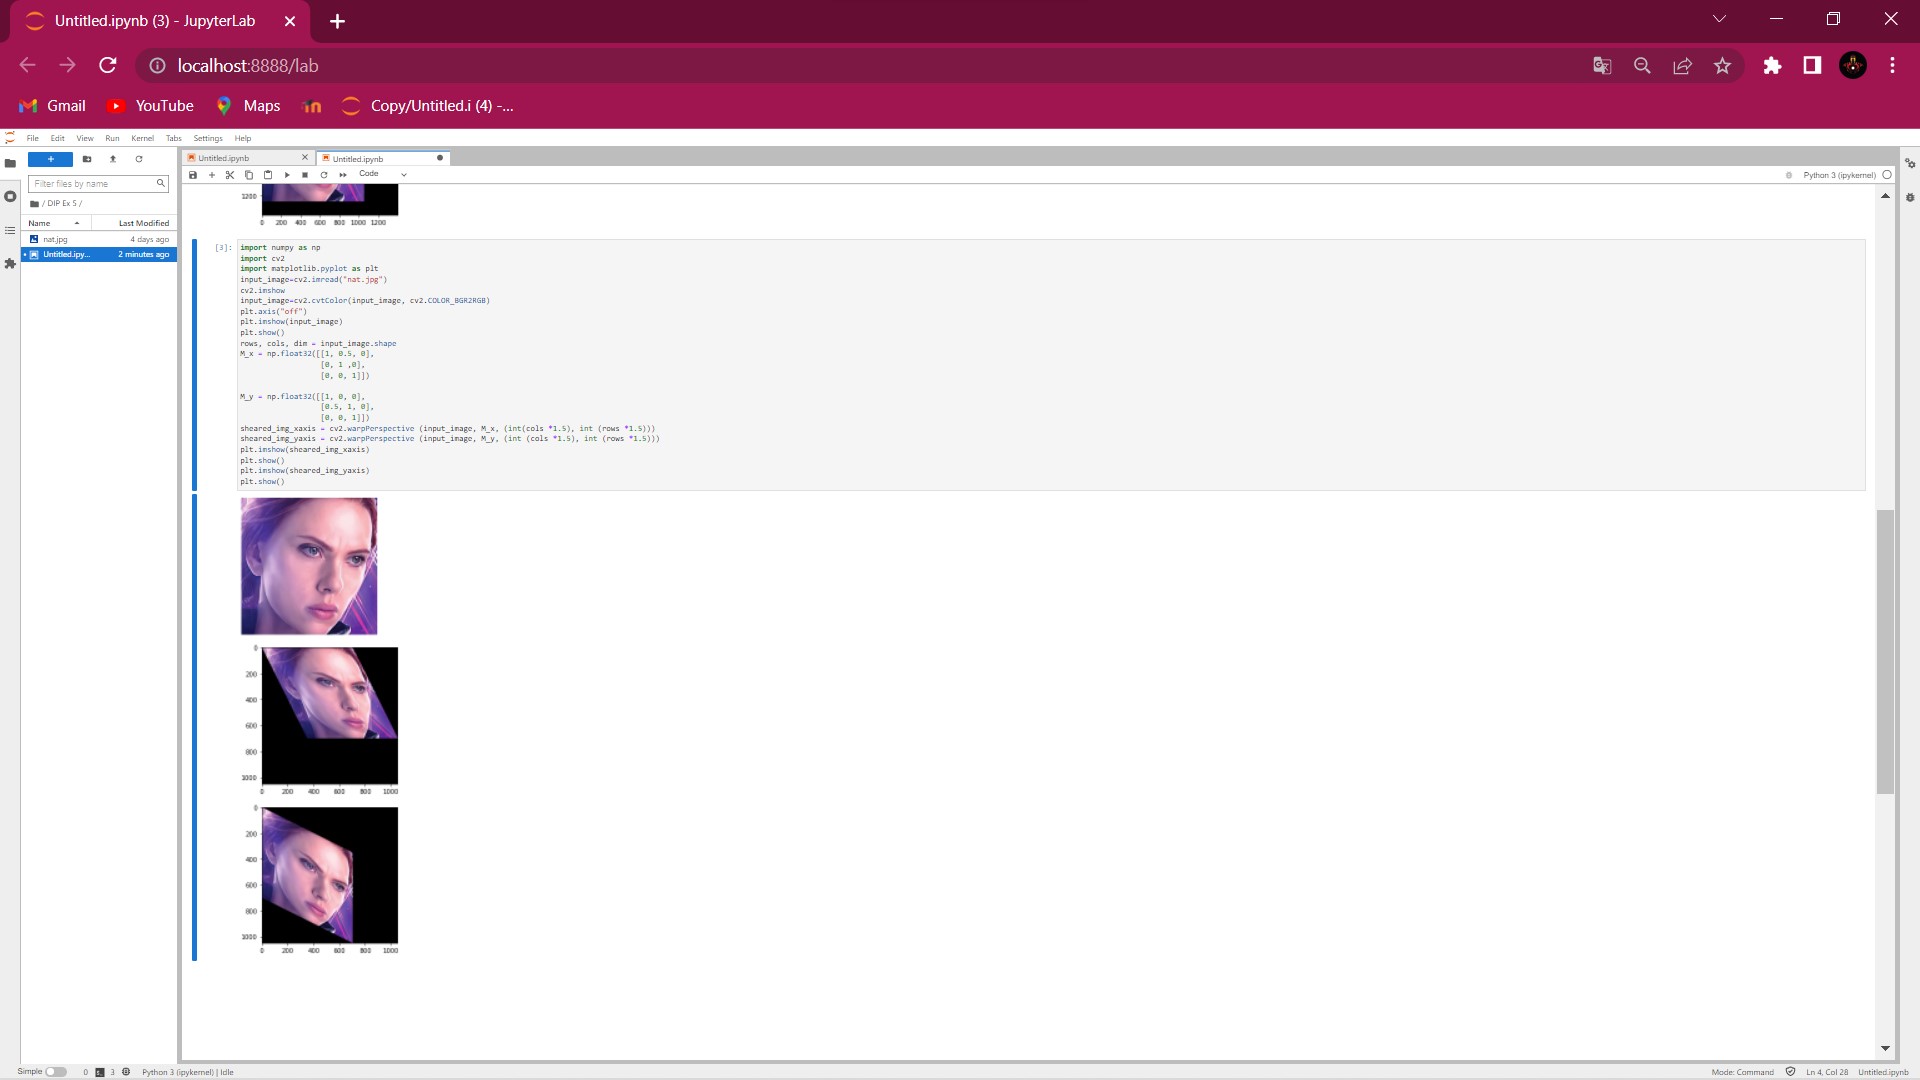 Untitled.ipynb (3) - JupyterLab
localhost:8888/lab
Gmail YouTube Maps Copy/Untitled.i (4) -...
File Edit View Run Kernel Tabs Settings Help
+
Untitled.ipynb Untitled.ipynb
Code Python 3 (ipykernel)
Filter files by name
/ DIP Ex 5 /
Name Last Modified
nat.jpg 4 days ago
Untitled.ipy... 2 minutes ago
1200
0 200 400 600 800 1000 1200
[3]: import numpy as np
import cv2
import matplotlib.pyplot as plt
input_image=cv2.imread("nat.jpg")
cv2.imshow
input_image=cv2.cvtColor(input_image, cv2.COLOR_BGR2RGB)
plt.axis("off")
plt.imshow(input_image)
plt.show()
rows, cols, dim = input_image.shape
M_x = np.float32([[1, 0.5, 0],
[0, 1 ,0],
[0, 0, 1]])
M_y = np.float32([[1, 0, 0],
[0.5, 1, 0],
[0, 0, 1]])
sheared_img_xaxis = cv2.warpPerspective (input_image, M_x, (int(cols *1.5), int (rows *1.5)))
sheared_img_yaxis = cv2.warpPerspective (input_image, M_y, (int (cols *1.5), int (rows *1.5)))
plt.imshow(sheared_img_xaxis)
plt.show()
plt.imshow(sheared_img_yaxis)
plt.show()
0
200
400
600
800
1000
0 200 400 600 800 1000
0
200
400
600
800
1000
0 200 400 600 800 1000
Simple 0 3 Python 3 (ipykernel) | Idle Mode: Command Ln 4, Col 28 Untitled.ipynb